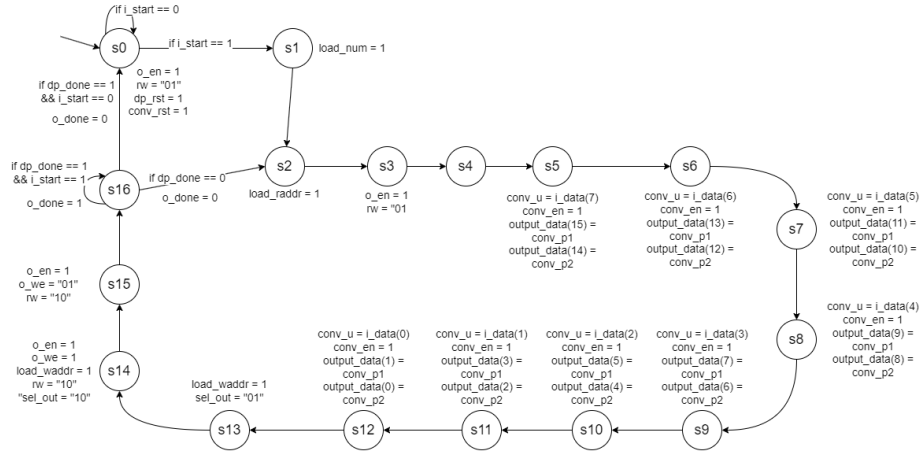 if i_start == 0
s0
if i_start == 1
s1
load_num = 1
o_en = 1
rw = "01"
dp_rst = 1
conv_rst = 1
if dp_done == 1
&& i_start == 0
o_done = 0
if dp_done == 1
&& i_start == 1
o_done = 1
s16
if dp_done == 0
o_done = 0
s2
load_raddr = 1
s3
o_en = 1
rw = "01
s4
s5
conv_u = i_data(7)
conv_en = 1
output_data(15) =
conv_p1
output_data(14) =
conv_p2
s6
conv_u = i_data(6)
conv_en = 1
output_data(13) =
conv_p1
output_data(12) =
conv_p2
s7
conv_u = i_data(5)
conv_en = 1
output_data(11) =
conv_p1
output_data(10) =
conv_p2
s8
conv_u = i_data(4)
conv_en = 1
output_data(9) =
conv_p1
output_data(8) =
conv_p2
conv_u = i_data(3)
conv_en = 1
output_data(7) =
conv_p1
output_data(6) =
conv_p2
s9
conv_u = i_data(2)
conv_en = 1
output_data(5) =
conv_p1
output_data(4) =
conv_p2
s10
conv_u = i_data(1)
conv_en = 1
output_data(3) =
conv_p1
output_data(2) =
conv_p2
s11
conv_u = i_data(0)
conv_en = 1
output_data(1) =
conv_p1
output_data(0) =
conv_p2
s12
load_waddr = 1
sel_out = "01"
s13
o_en = 1
o_we = 1
load_waddr = 1
rw = "10"
"sel_out = "10"
s14
o_en = 1
o_we = "01"
rw = "10"
s15